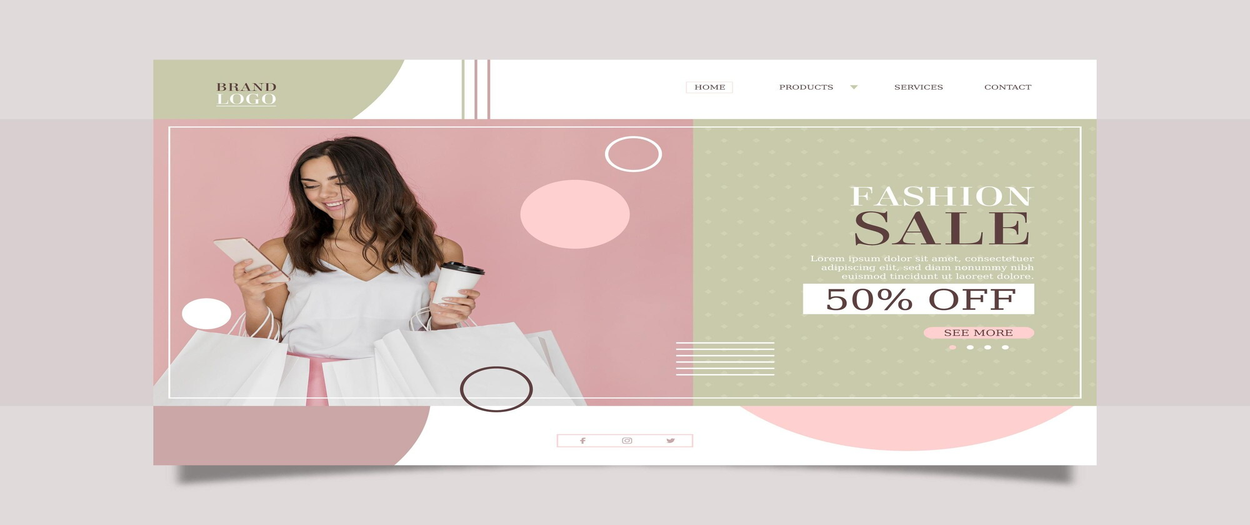 BRAND
LOGO
HOME PRODUCTS SERVICES CONTACT
FASHION
SALE
Lorem ipsum dolor sit amet, consectetuer
adipiscing elit, sed diam nonummy nibh
euismod tincidunt ut laoreet dolore.
50% OFF
SEE MORE